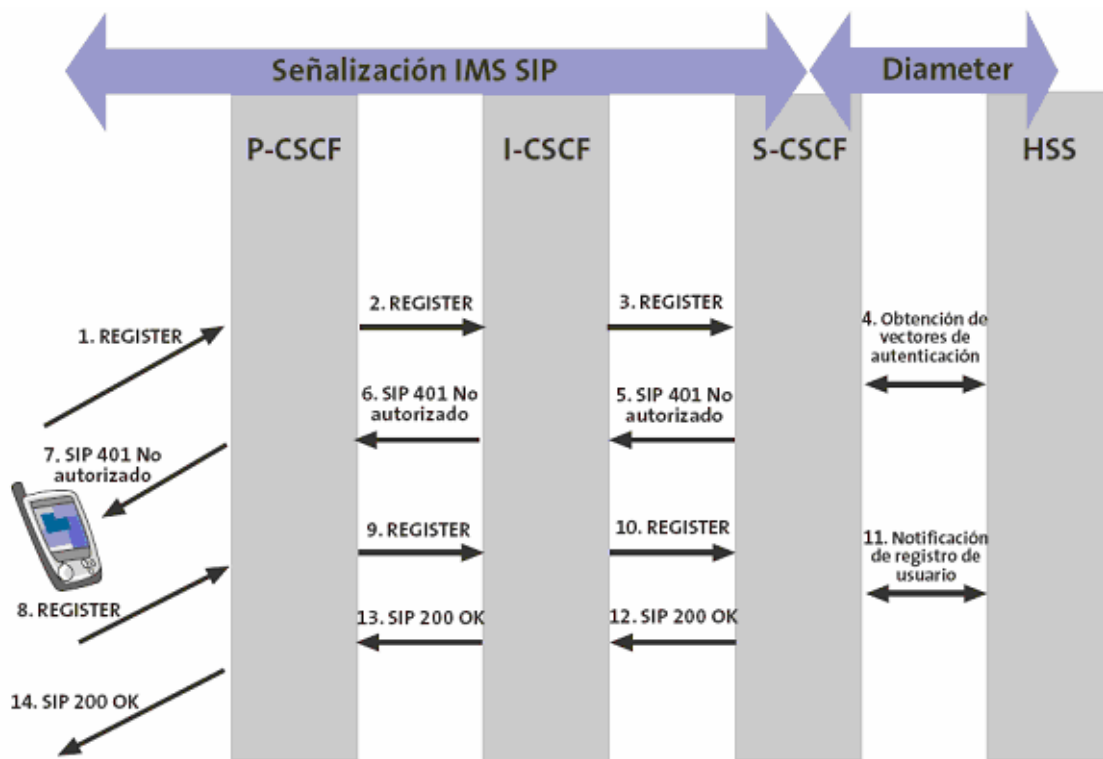 Señalización IMS SIP
Diameter
P-CSCF
I-CSCF
S-CSCF
HSS
1. REGISTER
2. REGISTER
3. REGISTER
4. Obtención de
vectores de
autenticación
5. SIP 401 No
autorizado
6. SIP 401 No
autorizado
7. SIP 401 No
autorizado
8. REGISTER
9. REGISTER
10. REGISTER
11. Notificación
de registro de
usuario
12. SIP 200 OK
13. SIP 200 OK
14. SIP 200 OK